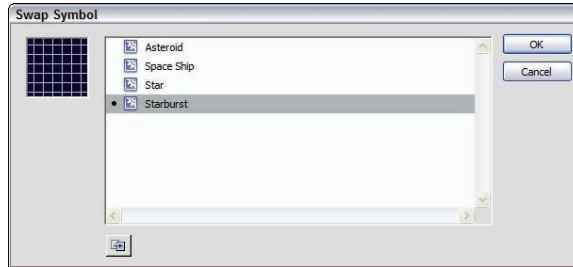 Swap Symbol
Asteroid
Space Ship
Star
Starburst
OK
Cancel